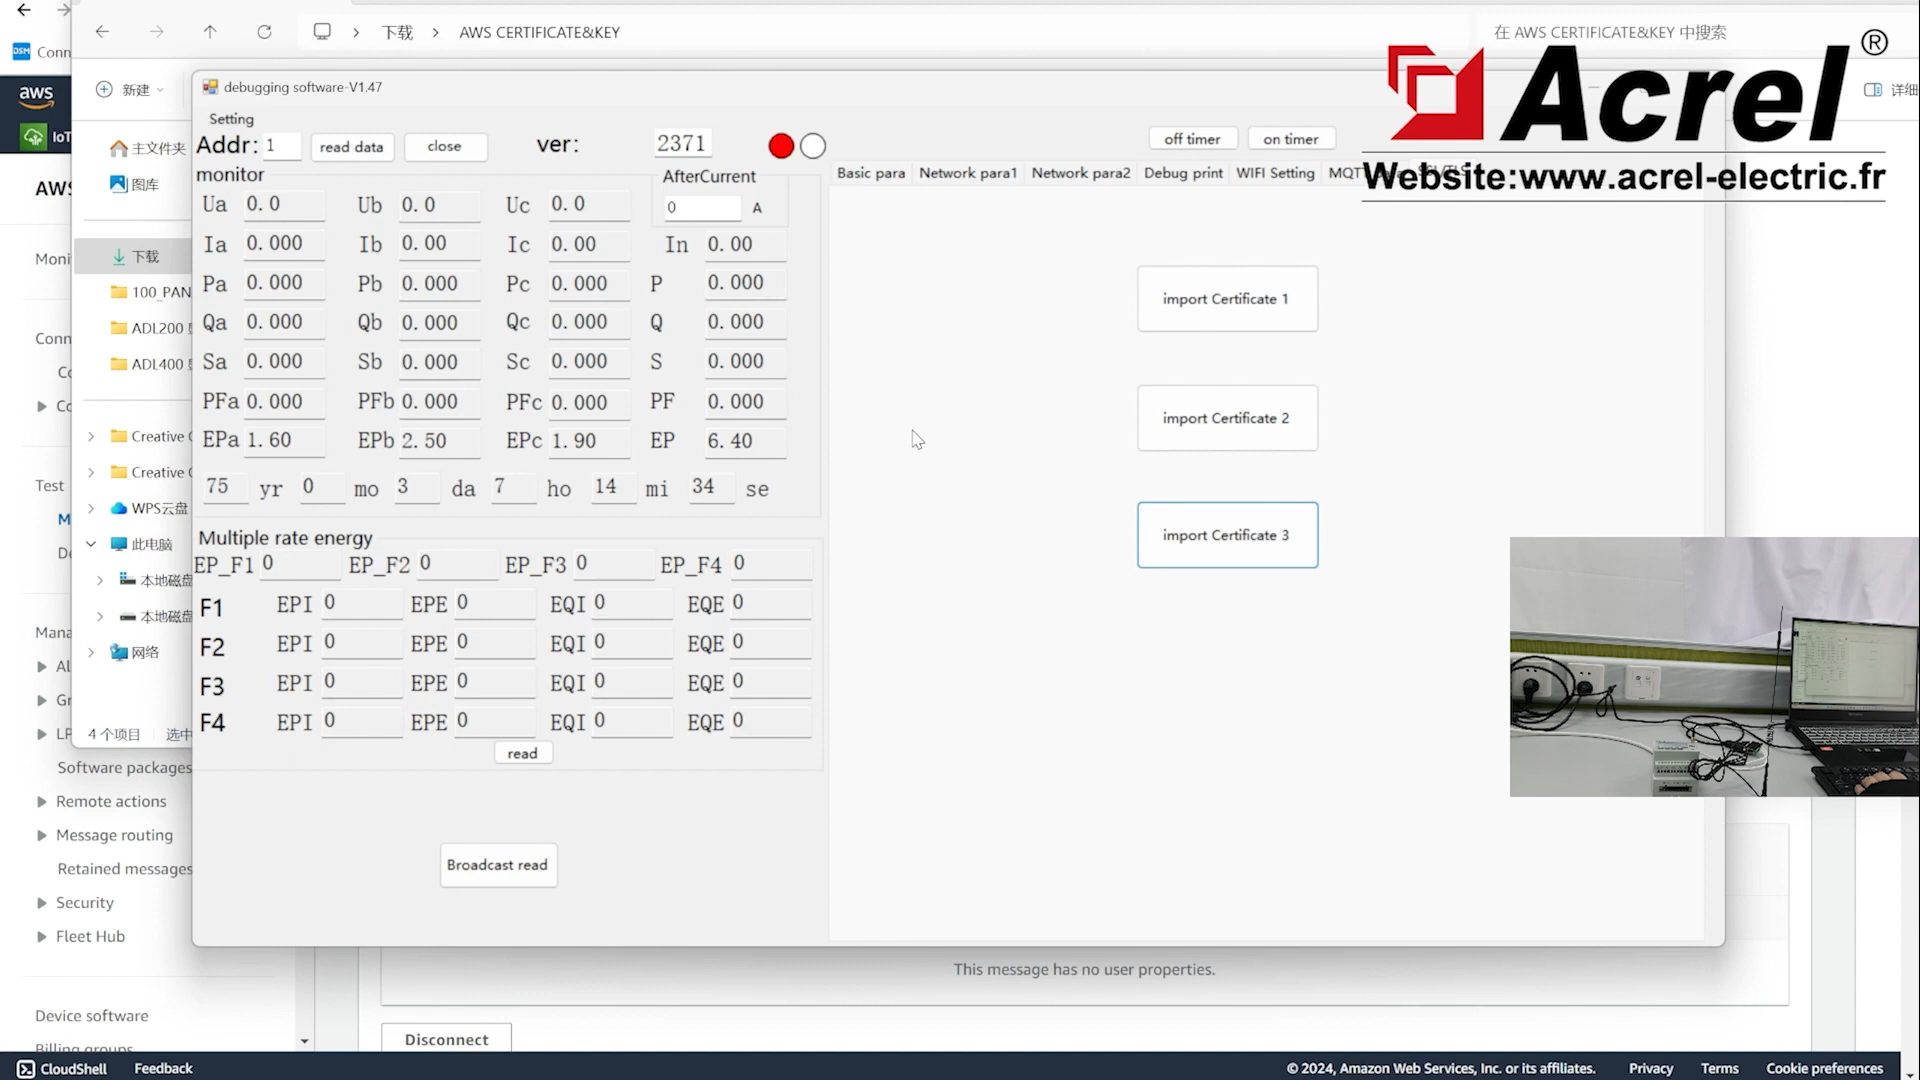 下载 AWS CERTIFICATE&KEY 在 AWS CERTIFICATE&KEY 中搜索
®
Acrel
Website:www.acrel-electric.fr
DSM Conn
aws
新建
详细
IoT
debugging software-V1.47
Setting
Addr: 1 read data close ver: 2371 off timer on timer
Basic para Network para1 Network para2 Debug print WIFI Setting MQTT
monitor AfterCurrent
0 A
Ua 0.0 Ub 0.0 Uc 0.0
Ia 0.000 Ib 0.00 Ic 0.00 In 0.00
Pa 0.000 Pb 0.000 Pc 0.000 P 0.000
Qa 0.000 Qb 0.000 Qc 0.000 Q 0.000
Sa 0.000 Sb 0.000 Sc 0.000 S 0.000
PFa 0.000 PFb 0.000 PFc 0.000 PF 0.000
EPa 1.60 EPb 2.50 EPc 1.90 EP 6.40
75 yr 0 mo 3 da 7 ho 14 mi 34 se
Multiple rate energy
EP_F1 0 EP_F2 0 EP_F3 0 EP_F4 0
F1 EPI 0 EPE 0 EQI 0 EQE 0
F2 EPI 0 EPE 0 EQI 0 EQE 0
F3 EPI 0 EPE 0 EQI 0 EQE 0
F4 EPI 0 EPE 0 EQI 0 EQE 0
read
Broadcast read
import Certificate 1
import Certificate 2
import Certificate 3
主文件夹
图库
下载
100_PAN
ADL200
ADL400
Creative C
Creative C
WPS云盘
此电脑
本地磁盘
本地磁盘
网络
4 个项目 选中
AWS
Moni
Conn
Co
Co
Test
M
De
Mana
Al
Gr
LP
Software packages
Remote actions
Message routing
Retained messages
Security
Fleet Hub
Device software
Billing groups
This message has no user properties.
Disconnect
CloudShell Feedback © 2024, Amazon Web Services, Inc. or its affiliates. Privacy Terms Cookie preferences